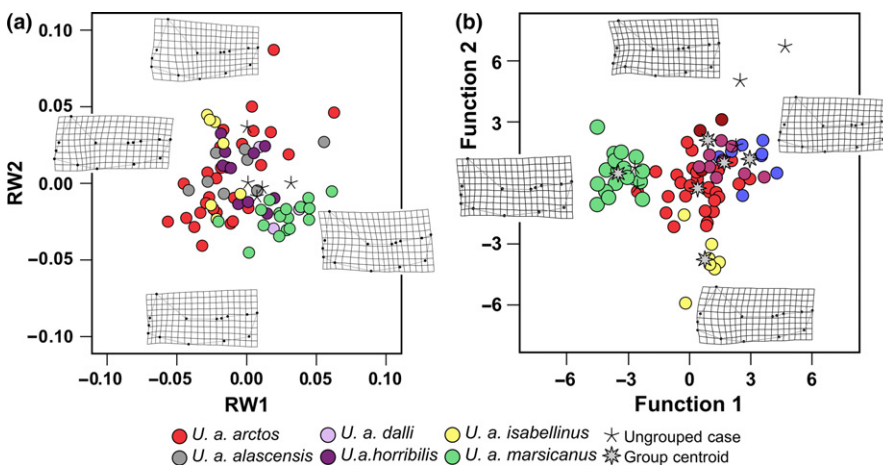 (a)
0.10
0.05
0.00
−0.05
−0.10
RW2
−0.10
−0.05
0.00
0.05
0.10
RW1
(b)
6
3
0
−3
−6
Function 2
-6
−3
0
3
6
Function 1
U. a. arctos
U. a. dalli
U. a. isabellinus
Ungrouped case
U. a. alascensis
U.a.horribilis
U. a. marsicanus
Group centroid